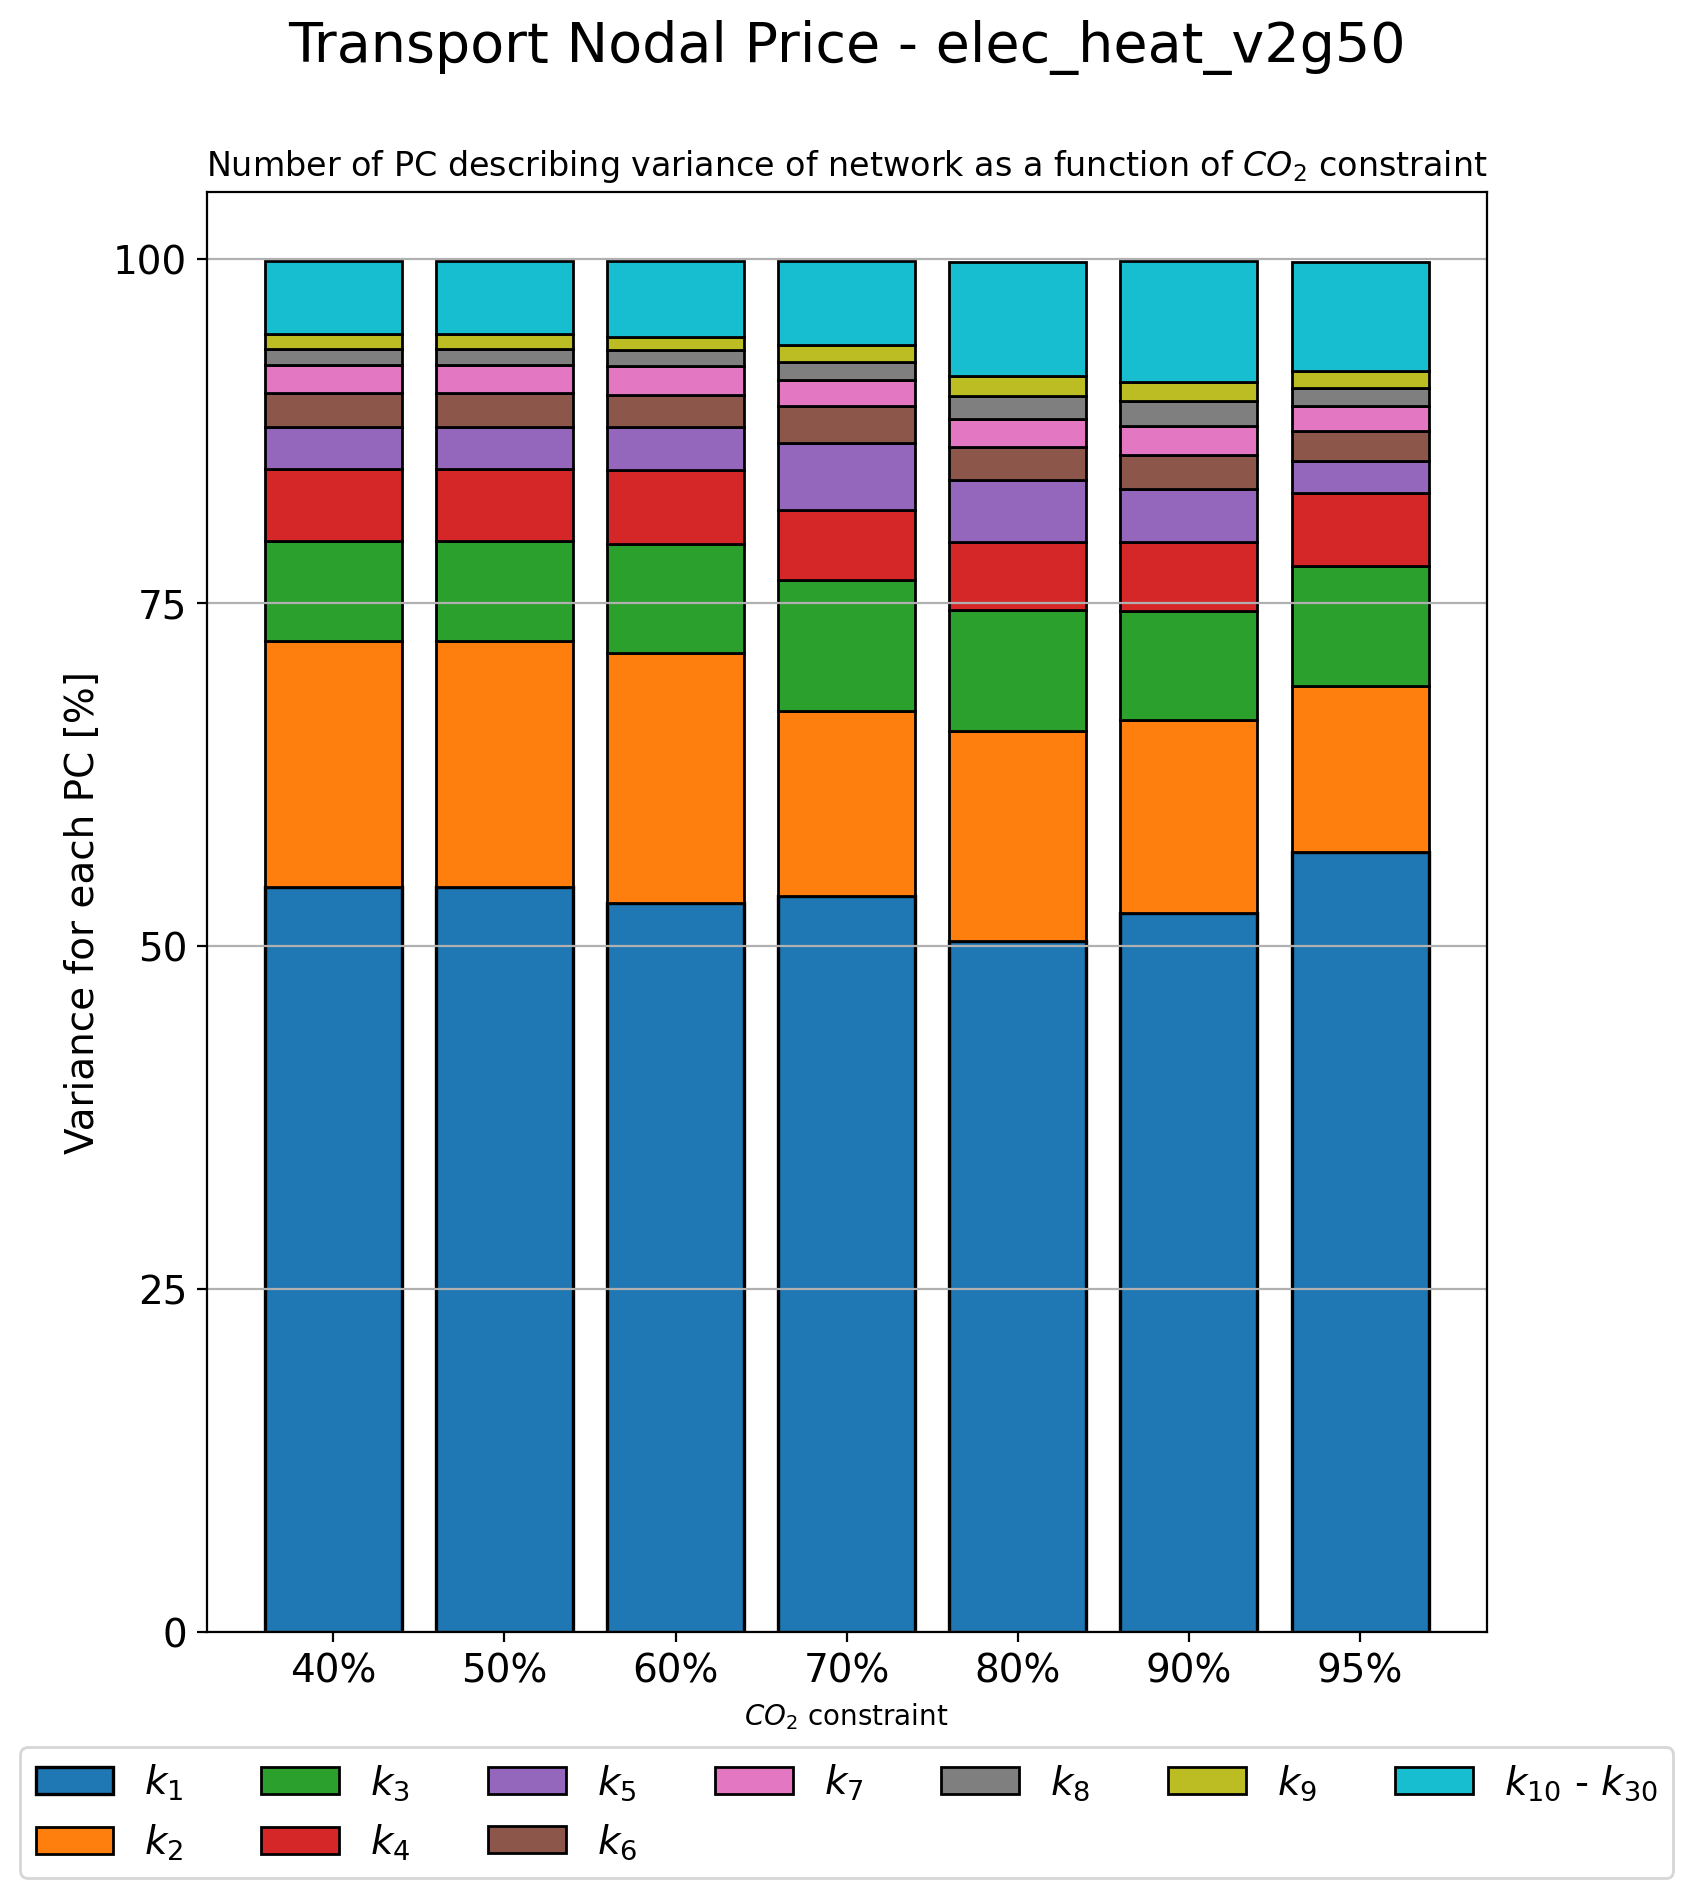 Transport Nodal Price - elec_heat_v2g50
Number of PC describing variance of network as a function of CO₂ constraint
Variance for each PC [%]
100
75
50
25
0
40% 50% 60% 70% 80% 90% 95%
CO₂ constraint
k₁ k₃ k₅ k₇ k₈ k₉ k₁₀ - k₃₀
k₂ k₄ k₆